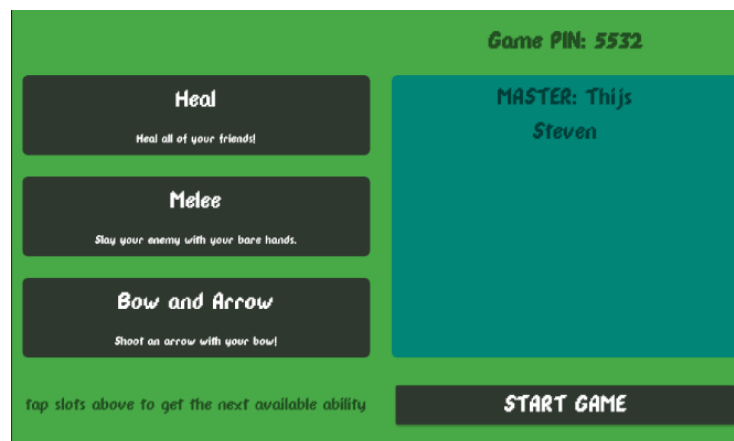 Game PIN: 5532
Heal
Heal all of your friends!
Melee
Slay your enemy with your bare hands.
Bow and Arrow
Shoot an arrow with your bow!
tap slots above to get the next available ability
MASTER: Thijs
Steven
START GAME